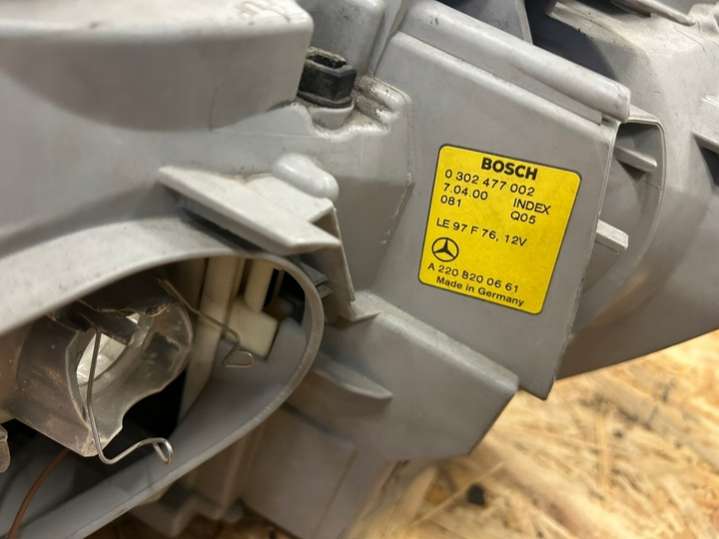 BOSCH
0 302 477 002
7.04.00 INDEX
081 Q05
LE 97 F 76, 12V
A 220 820 06 61
Made in Germany